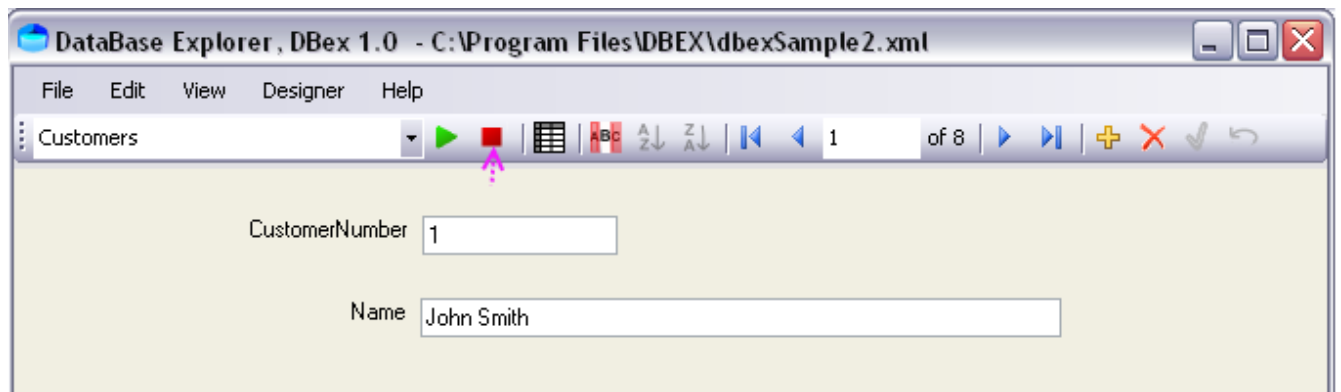 DataBase Explorer, DBex 1.0 - C:\Program Files\DBEX\dbexSample2.xml
File Edit View Designer Help
Customers ABC A Z Z A 1 of 8
CustomerNumber 1
Name John Smith